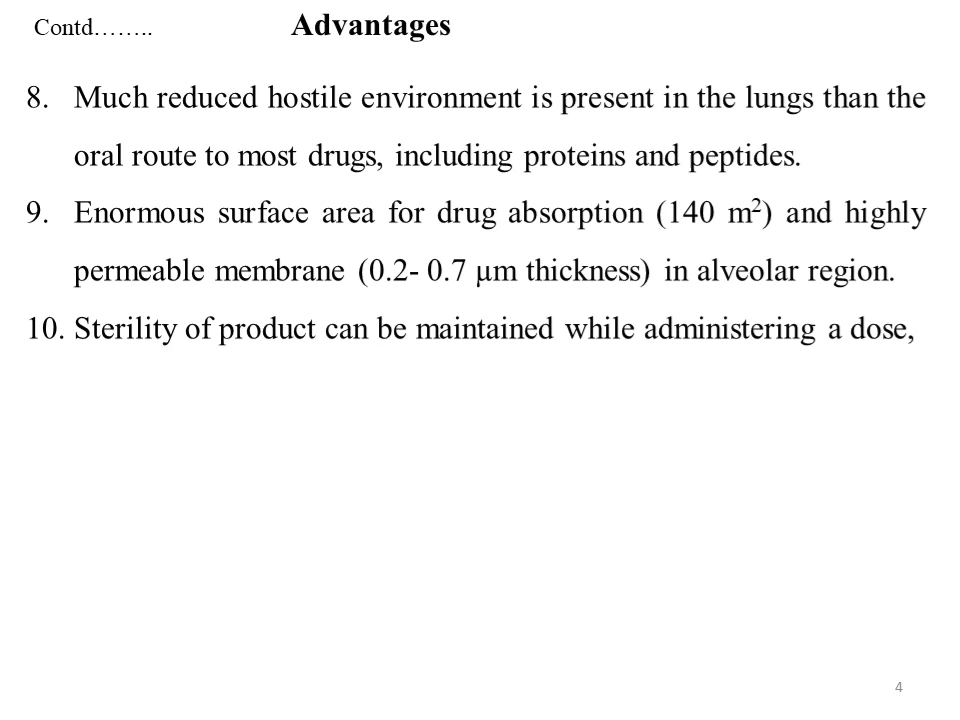 Contd…….. Advantages
8. Much reduced hostile environment is present in the lungs than the
oral route to most drugs, including proteins and peptides.
9. Enormous surface area for drug absorption (140 m²) and highly
permeable membrane (0.2- 0.7 µm thickness) in alveolar region.
10. Sterility of product can be maintained while administering a dose,
4